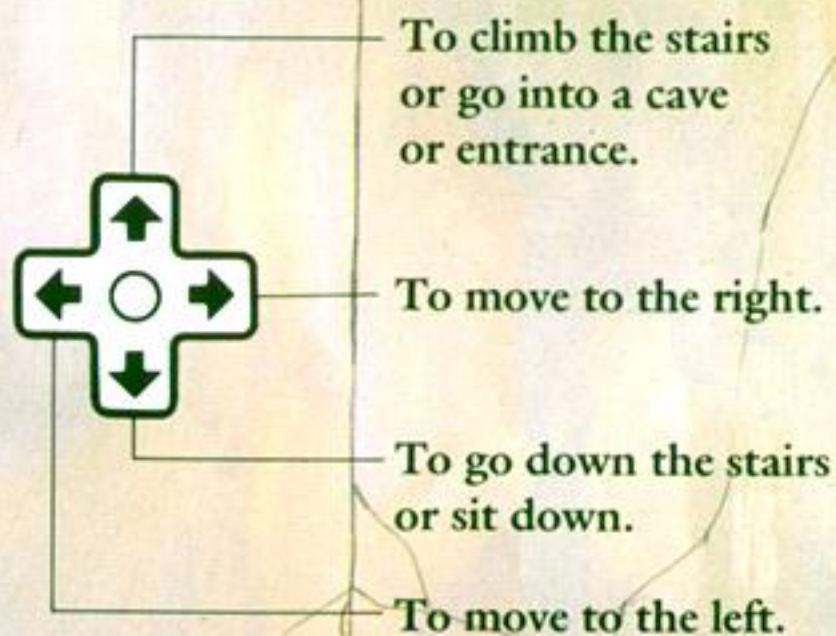 To climb the stairs
or go into a cave
or entrance.
To move to the right.
To go down the stairs
or sit down.
To move to the left.